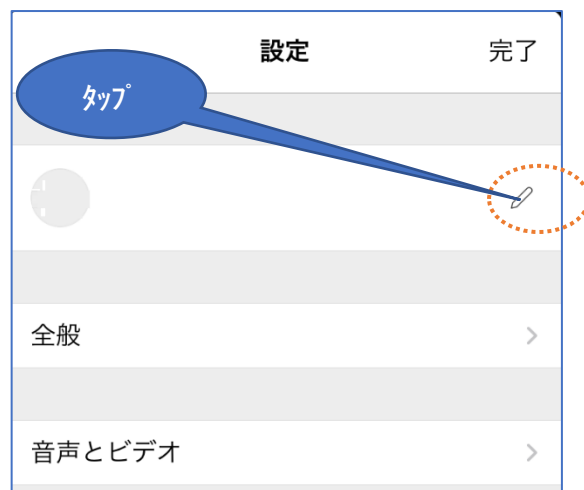 設定
完了
ﾀｯﾌﾟ
全般
音声とビデオ